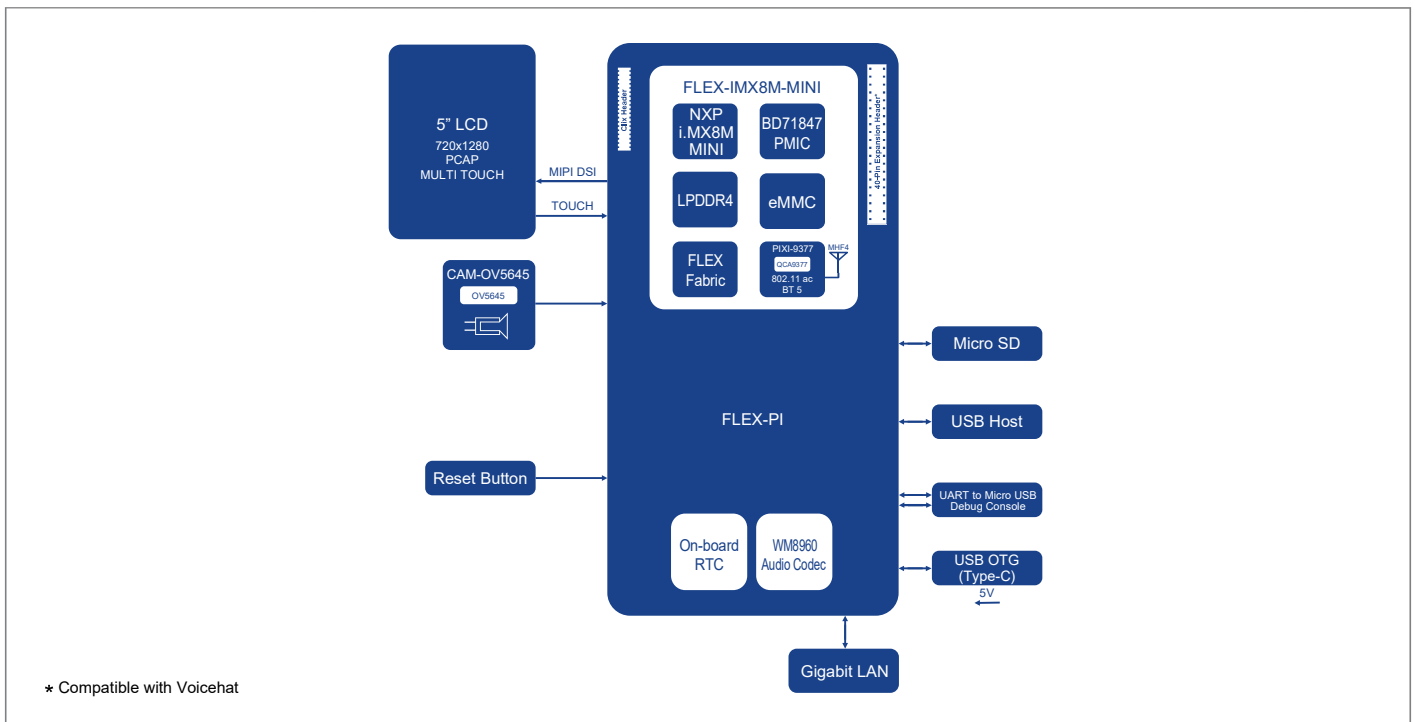 5” LCD
720x1280
PCAP
MULTI TOUCH
MIPI DSI
TOUCH
CAM-OV5645
OV5645
Reset Button
Clix Header
FLEX-IMX8M-MINI
NXP
i.MX8M
MINI
BD71847
PMIC
LPDDR4
eMMC
FLEX
Fabric
PIXI-9377
QCA9377
802.11 ac
BT 5
MHF4
40-Pin Expansion Header*
FLEX-PI
On-board
RTC
WM8960
Audio Codec
Micro SD
USB Host
UART to Micro USB
Debug Console
USB OTG
(Type-C)
5V
Gigabit LAN
* Compatible with Voicehat